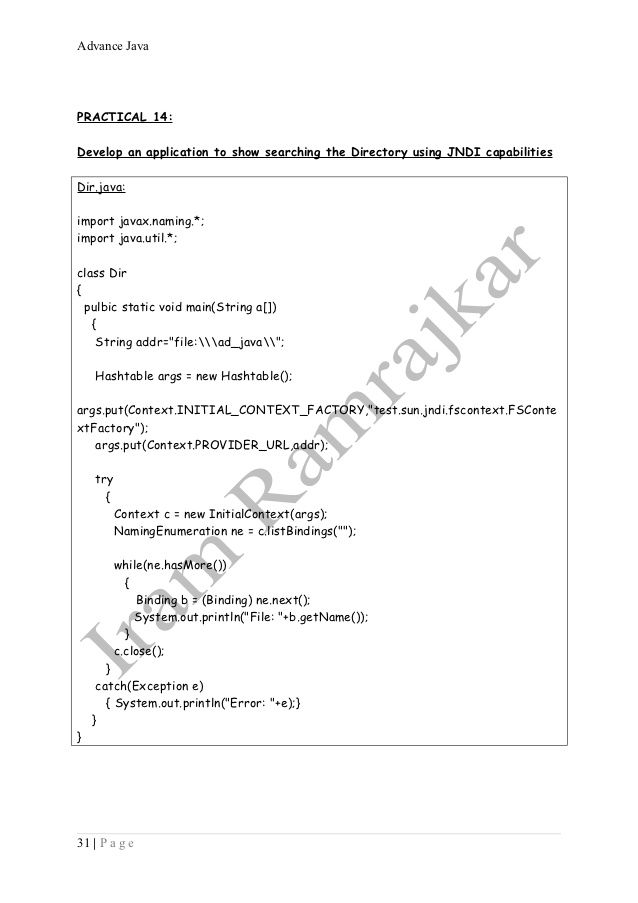 Advance Java
PRACTICAL 14:
Develop an application to show searching the Directory using JNDI capabilities
Dir.java:
import javax.naming.*;
import java.util.*;
class Dir
{
pulbic static void main(String a[])
{
String addr="file:\\\ad_java\\";
Hashtable args = new Hashtable();
args.put(Context.INITIAL_CONTEXT_FACTORY,"test.sun.jndi.fscontext.FSConte
xtFactory");
args.put(Context.PROVIDER_URL,addr);
try
{
Context c = new InitialContext(args);
NamingEnumeration ne = c.listBindings("");
while(ne.hasMore())
{
Binding b = (Binding) ne.next();
System.out.println("File: "+b.getName());
}
c.close();
}
catch(Exception e)
{ System.out.println("Error: "+e);}
}
}
Iram Ramrajkar
31 | Page